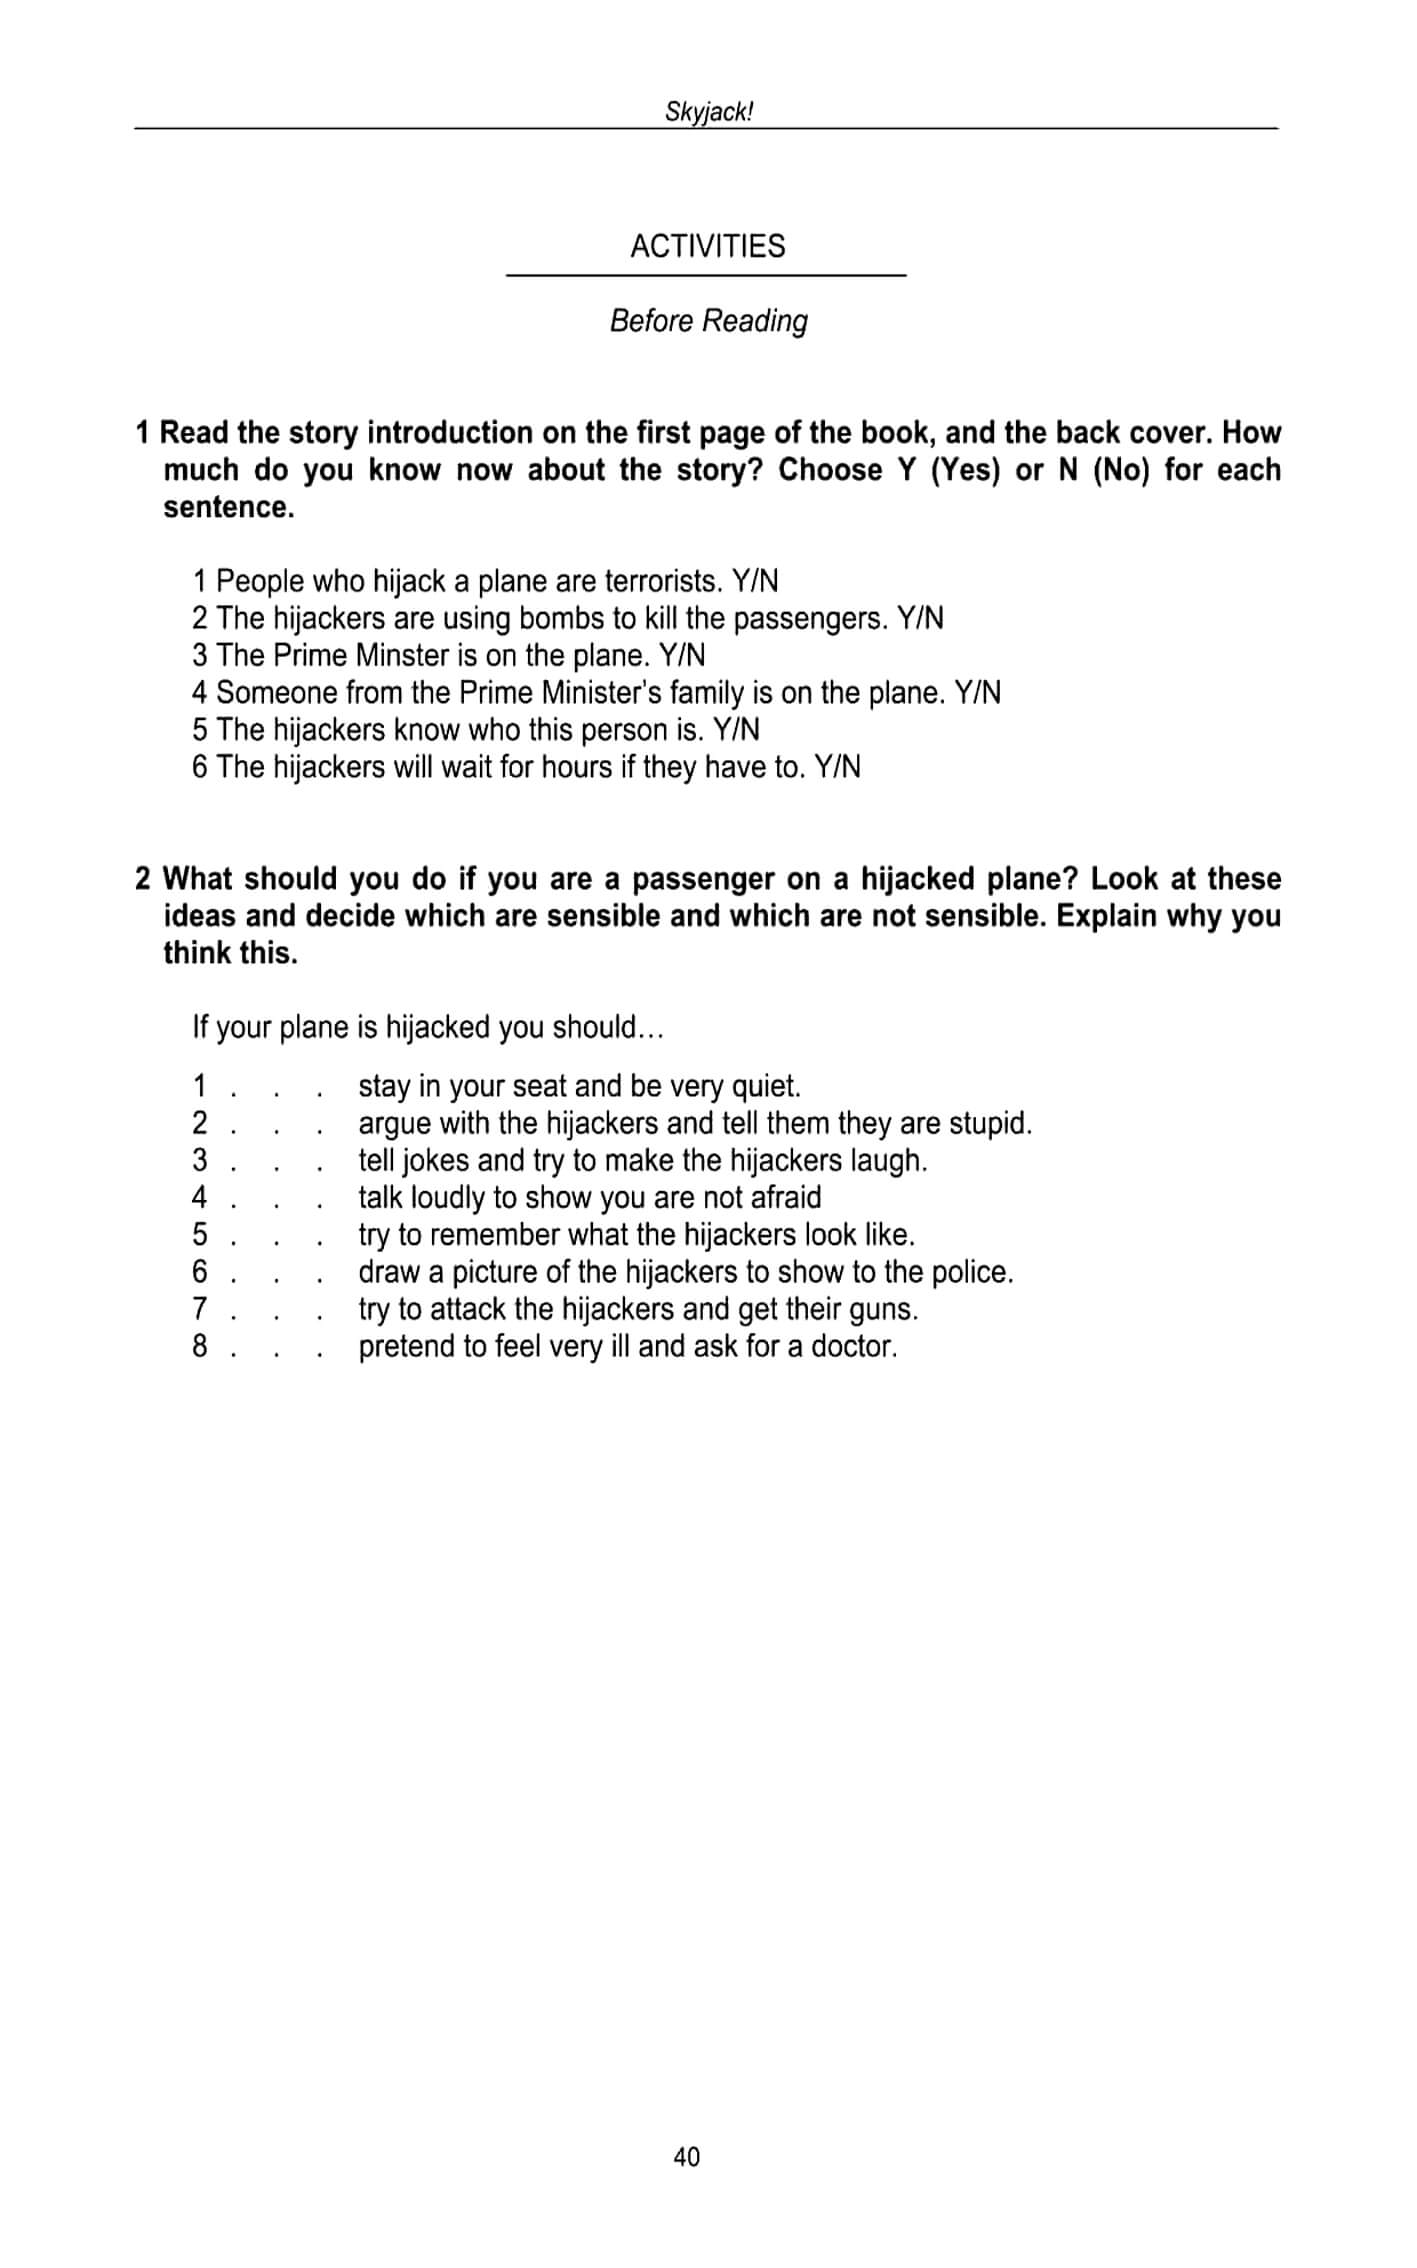 Skyjack!
ACTIVITIES
Before Reading
1 Read the story introduction on the first page of the book, and the back cover. How
much do you know now about the story? Choose Y (Yes) or N (No) for each
sentence.
1 People who hijack a plane are terrorists. Y/N
2 The hijackers are using bombs to kill the passengers. Y/N
3 The Prime Minster is on the plane. Y/N
4 Someone from the Prime Minister's family is on the plane. Y/N
5 The hijackers know who this person is. Y/N
6 The hijackers will wait for hours if they have to. Y/N
2 What should you do if you are a passenger on a hijacked plane? Look at these
ideas and decide which are sensible and which are not sensible. Explain why you
think this.
If your plane is hijacked you should…
1 . . . stay in your seat and be very quiet.
2 . . . argue with the hijackers and tell them they are stupid.
3 . . . tell jokes and try to make the hijackers laugh.
4 . . . talk loudly to show you are not afraid
5 . . . try to remember what the hijackers look like.
6 . . . draw a picture of the hijackers to show to the police.
7 . . . try to attack the hijackers and get their guns.
8 . . . pretend to feel very ill and ask for a doctor.
40